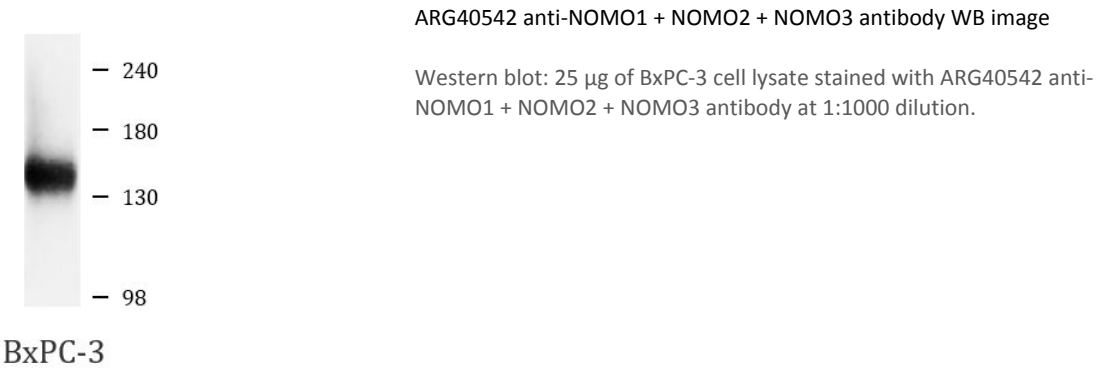 ARG40542 anti-NOMO1 + NOMO2 + NOMO3 antibody WB image
Western blot: 25 µg of BxPC-3 cell lysate stained with ARG40542 anti-
NOMO1 + NOMO2 + NOMO3 antibody at 1:1000 dilution.
– 240
– 180
– 130
– 98
BxPC-3